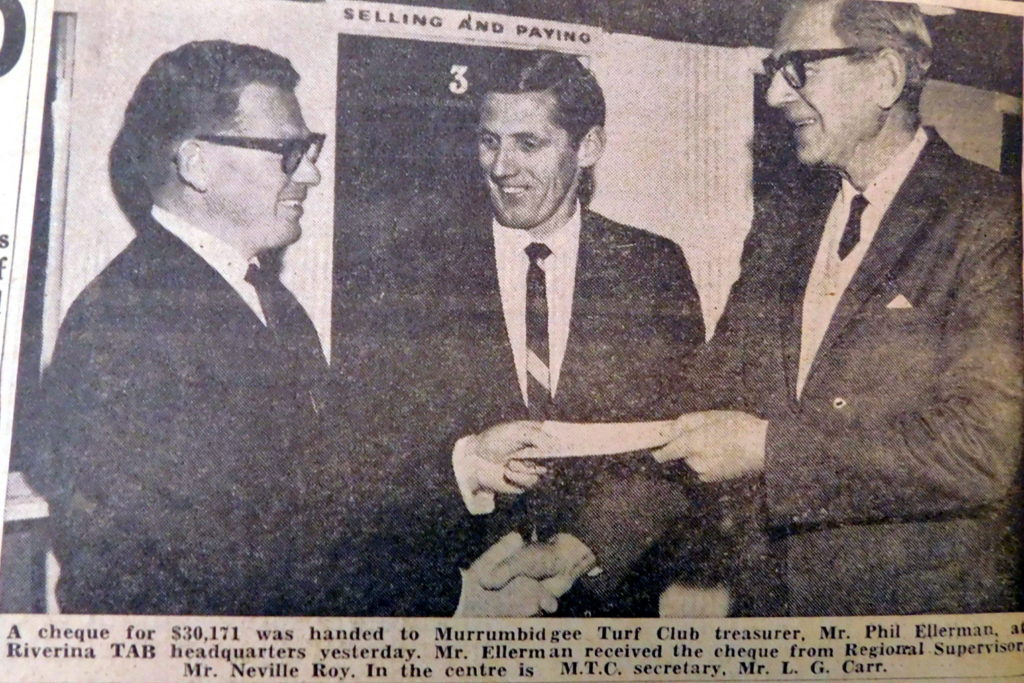 SELLING AND PAYING
3
s
f
A cheque for $30,171 was handed to Murrumbidgee Turf Club treasurer, Mr. Phil Ellerman, at
Riverina TAB headquarters yesterday. Mr. Ellerman received the cheque from Regional Supervisor,
Mr. Neville Roy. In the centre is M.T.C. secretary, Mr. L. G. Carr.